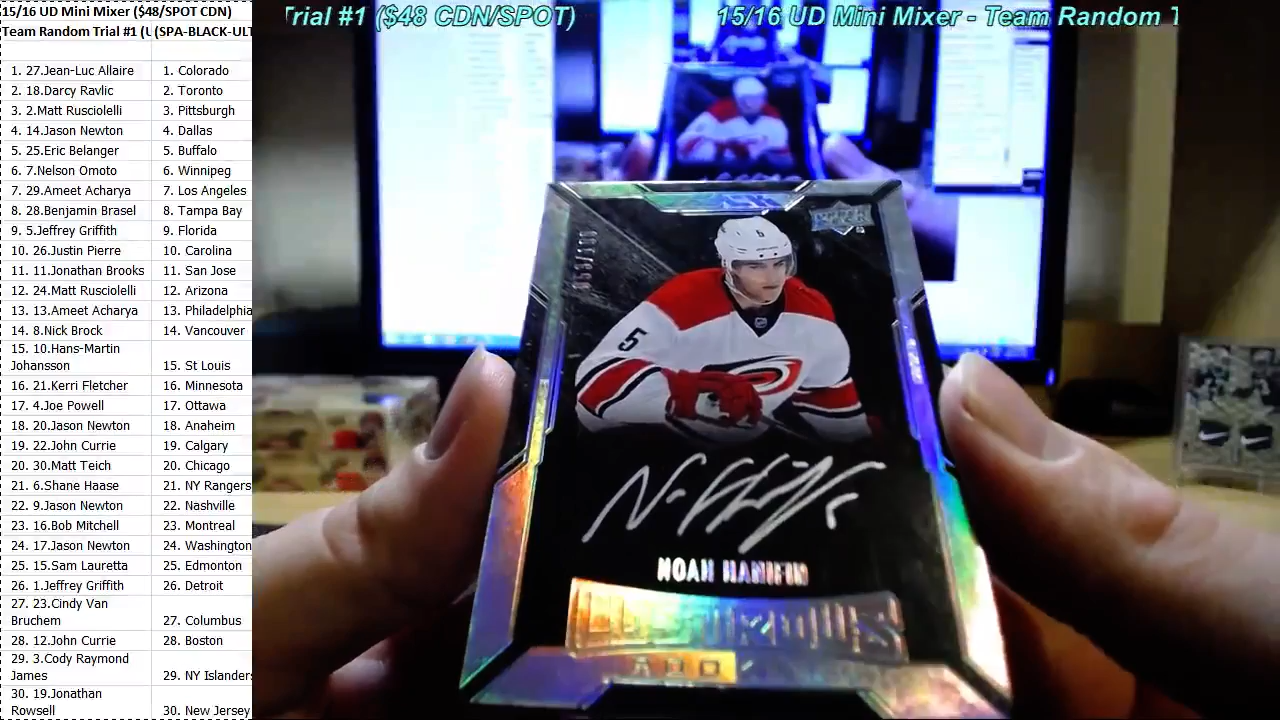 15/16 UD Mini Mixer ($48/SPOT CDN)
Team Random Trial #1 (U (SPA-BLACK-ULT
1. 27.Jean-Luc Allaire 1. Colorado
2. 18.Darcy Ravlic 2. Toronto
3. 2.Matt Rusciolelli 3. Pittsburgh
4. 14.Jason Newton 4. Dallas
5. 25.Eric Belanger 5. Buffalo
6. 7.Nelson Omoto 6. Winnipeg
7. 29.Ameet Acharya 7. Los Angeles
8. 28.Benjamin Brasel 8. Tampa Bay
9. 5.Jeffrey Griffith 9. Florida
10. 26.Justin Pierre 10. Carolina
11. 11.Jonathan Brooks 11. San Jose
12. 24.Matt Rusciolelli 12. Arizona
13. 13.Ameet Acharya 13. Philadelphia
14. 8.Nick Brock 14. Vancouver
15. 10.Hans-Martin
Johansson 15. St Louis
16. 21.Kerri Fletcher 16. Minnesota
17. 4.Joe Powell 17. Ottawa
18. 20.Jason Newton 18. Anaheim
19. 22.John Currie 19. Calgary
20. 30.Matt Teich 20. Chicago
21. 6.Shane Haase 21. NY Rangers
22. 9.Jason Newton 22. Nashville
23. 16.Bob Mitchell 23. Montreal
24. 17.Jason Newton 24. Washington
25. 15.Sam Lauretta 25. Edmonton
26. 1.Jeffrey Griffith 26. Detroit
27. 23.Cindy Van
Bruchem 27. Columbus
28. 12.John Currie 28. Boston
29. 3.Cody Raymond
James 29. NY Islanders
30. 19.Jonathan
Rowsell 30. New Jersey
Trial #1 ($48 CDN/SPOT) 15/16 UD Mini Mixer - Team Random T
UPPER DECK
6
5
NOAH HANIFIN